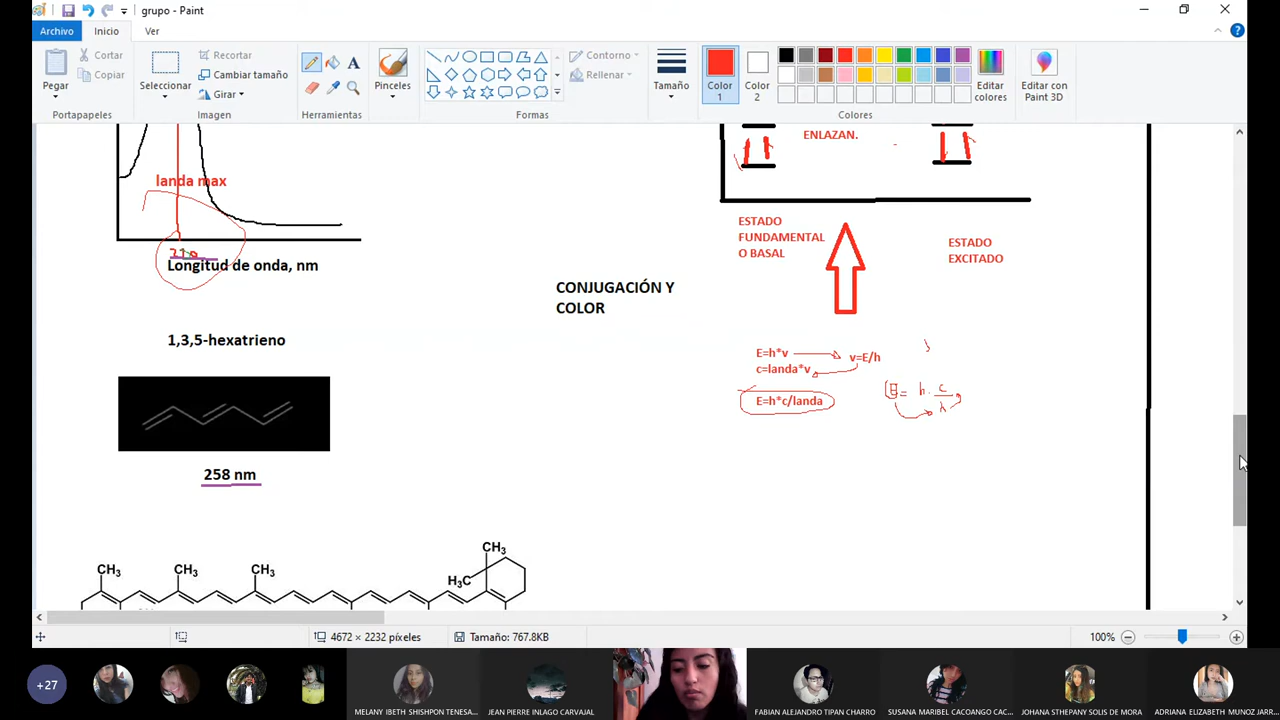 grupo - Paint
Archivo Inicio Ver
Pegar
Cortar
Copiar
Portapapeles
Seleccionar
Recortar
Cambiar tamaño
Girar
Imagen
Herramientas
Pinceles
Contorno
Rellenar
Formas
Tamaño
Color 1
Color 2
Editar colores
Colores
Editar con Paint 3D
ENLAZAN.
landa max
Longitud de onda, nm
ESTADO
FUNDAMENTAL
O BASAL
ESTADO
EXCITADO
CONJUGACIÓN Y
COLOR
1,3,5-hexatrieno
258 nm
E=h*v
v=E/h
c=landa*v
E=h*c/landa
E = h. c/λ
CH3
CH3
CH3
CH3
H3C
4672 × 2232 píxeles
Tamaño: 767.8KB
100%
+27
MELANY IBETH SHISHPON TENESA...
JEAN PIERRE INLAGO CARVAJAL
FABIAN ALEJANDRO TIPAN CHARRO
SUSANA MARIBEL CACOANGO CAC...
JOHANA STHEPANY SOLIS DE MORA
ADRIANA ELIZABETH MUNOZ JARR...